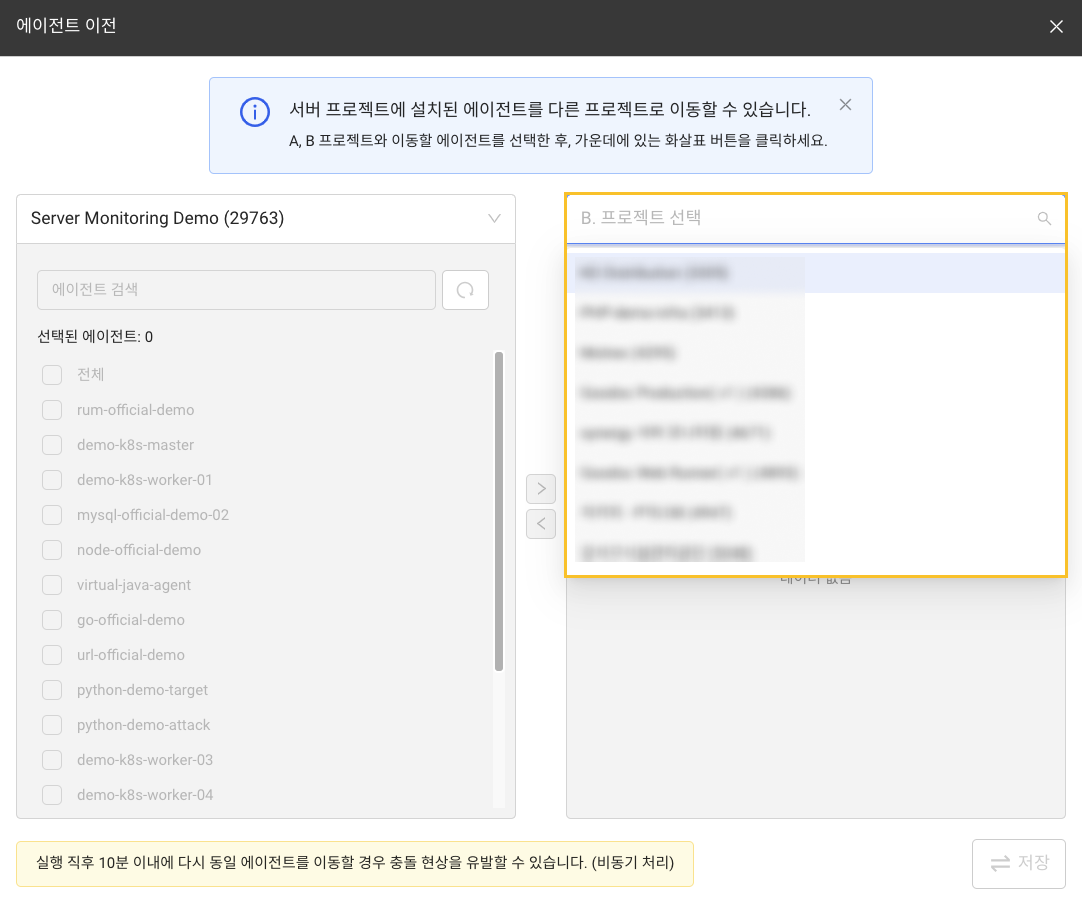 에이전트 이전
서버 프로젝트에 설치된 에이전트를 다른 프로젝트로 이동할 수 있습니다.
A, B 프로젝트와 이동할 에이전트를 선택한 후, 가운데에 있는 화살표 버튼을 클릭하세요.
Server Monitoring Demo (29763)
에이전트 검색
선택된 에이전트: 0
전체
rum-official-demo
demo-k8s-master
demo-k8s-worker-01
mysql-official-demo-02
node-official-demo
virtual-java-agent
go-official-demo
url-official-demo
python-demo-target
python-demo-attack
demo-k8s-worker-03
demo-k8s-worker-04
B. 프로젝트 선택
데이터 없음
실행 직후 10분 이내에 다시 동일 에이전트를 이동할 경우 충돌 현상을 유발할 수 있습니다. (비동기 처리)
저장